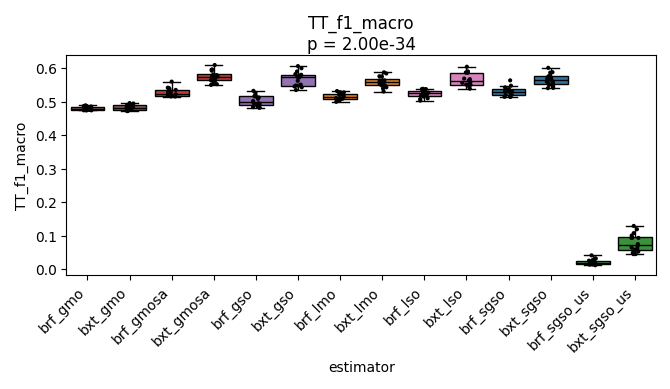 TT_f1_macro
p = 2.00e-34
TT_f1_macro
0.6
0.5
0.4
0.3
0.2
0.1
0.0
brf_gmo
bxt_gmo
brf_gmosa
bxt_gmosa
brf_gso
bxt_gso
brf_lmo
bxt_lmo
brf_lso
bxt_lso
brf_sgso
bxt_sgso
brf_sgso_us
bxt_sgso_us
estimator